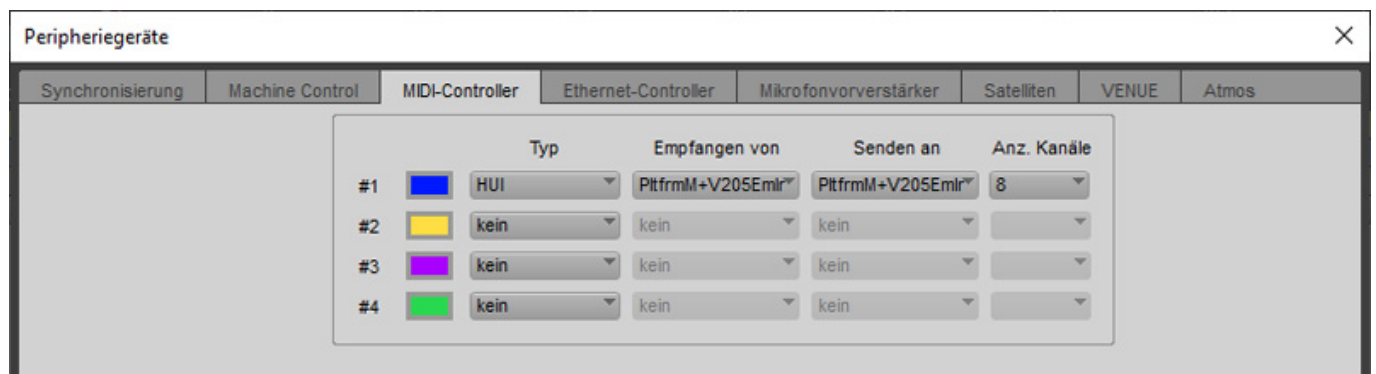 Peripheriegeräte
Synchronisierung Machine Control MIDI-Controller Ethernet-Controller Mikrofonvorverstärker Satelliten VENUE Atmos
Typ Empfangen von Senden an Anz. Kanäle
#1 HUI PltfrmM+V205Emlr PltfrmM+V205Emlr 8
#2 kein kein kein
#3 kein kein kein
#4 kein kein kein